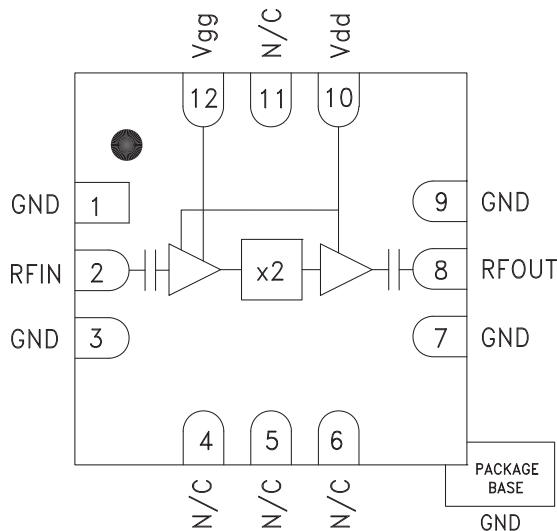 Vgg
N/C
Vdd
12
11
10
GND
1
9
GND
RFIN
2
x2
8
RFOUT
GND
3
7
GND
4
5
6
N/C
N/C
N/C
PACKAGE
BASE
GND